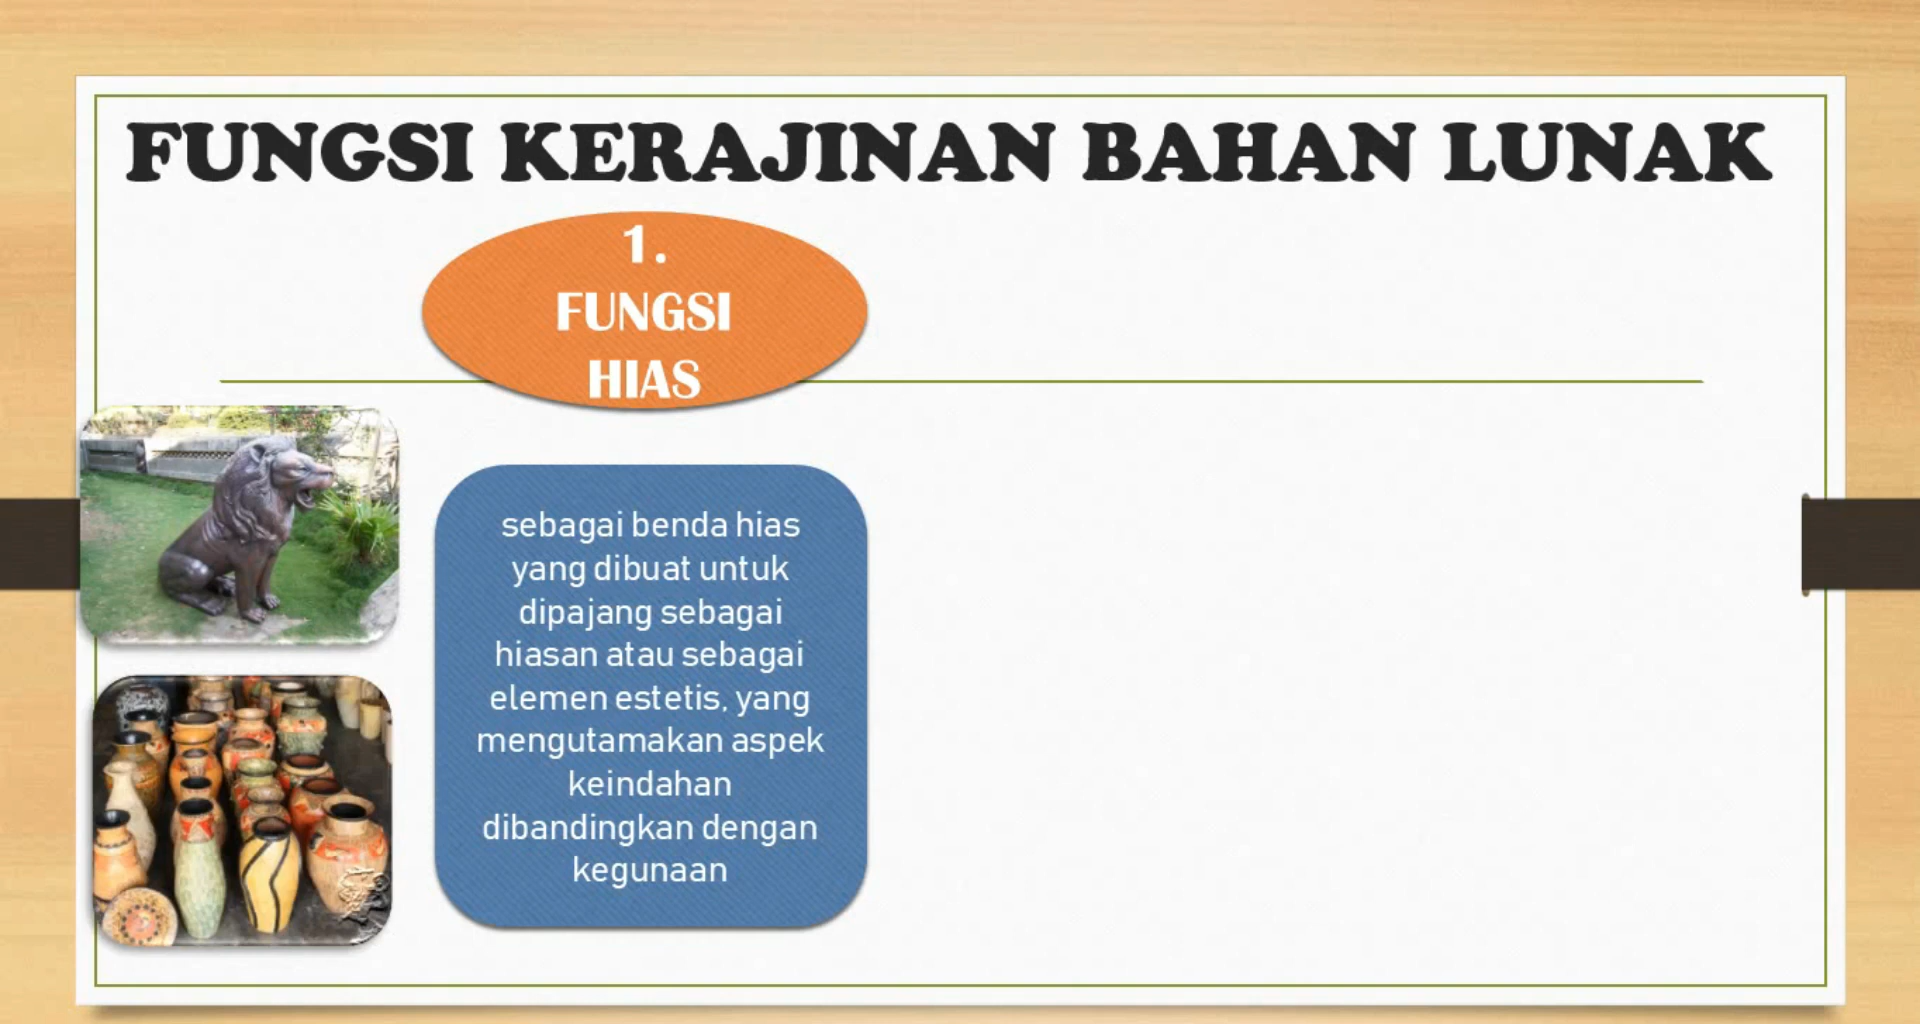 FUNGSI KERAJINAN BAHAN LUNAK
1.
FUNGSI
HIAS
sebagai benda hias
yang dibuat untuk
dipajang sebagai
hiasan atau sebagai
elemen estetis, yang
mengutamakan aspek
keindahan
dibandingkan dengan
kegunaan